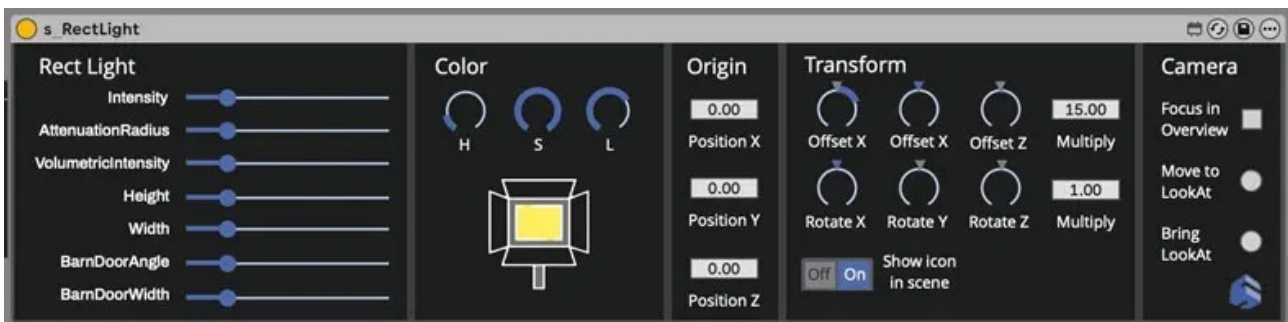 s_RectLight
Rect Light
Intensity
AttenuationRadius
VolumetricIntensity
Height
Width
BarnDoorAngle
BarnDoorWidth
Color
H S L
Origin
0.00
Position X
0.00
Position Y
0.00
Position Z
Transform
15.00
Offset X Offset X Offset Z Multiply
1.00
Rotate X Rotate Y Rotate Z Multiply
Off On
Show icon
in scene
Camera
Focus in
Overview
Move to
LookAt
Bring
LookAt